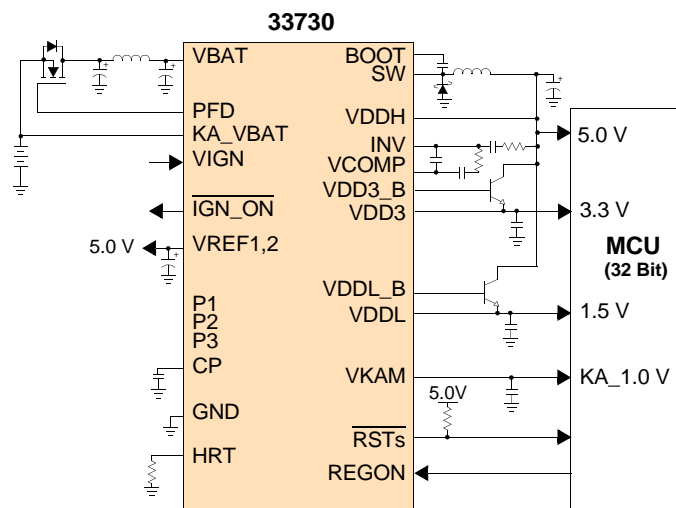 33730
VBAT
PFD
KA_VBAT
VIGN
IGN_ON
5.0 V
VREF1,2
P1
P2
P3
CP
GND
HRT
BOOT
SW
VDDH
INV
VCOMP
VDD3_B
VDD3
VDDL_B
VDDL
VKAM
5.0V
RSTs
REGON
5.0 V
3.3 V
MCU
(32 Bit)
1.5 V
KA_1.0 V